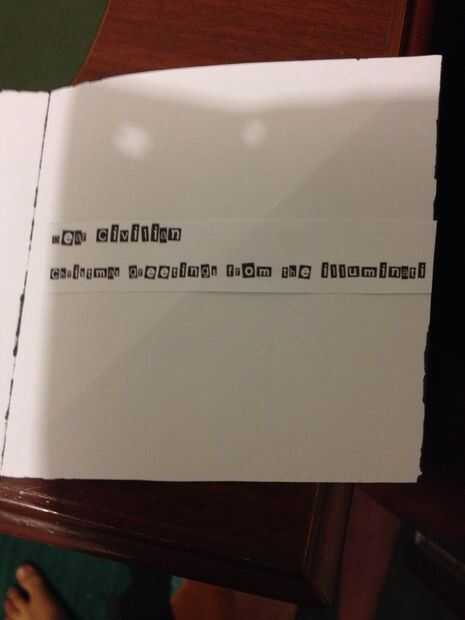 Dear Civilian
Christmas Greetings from the illuminati